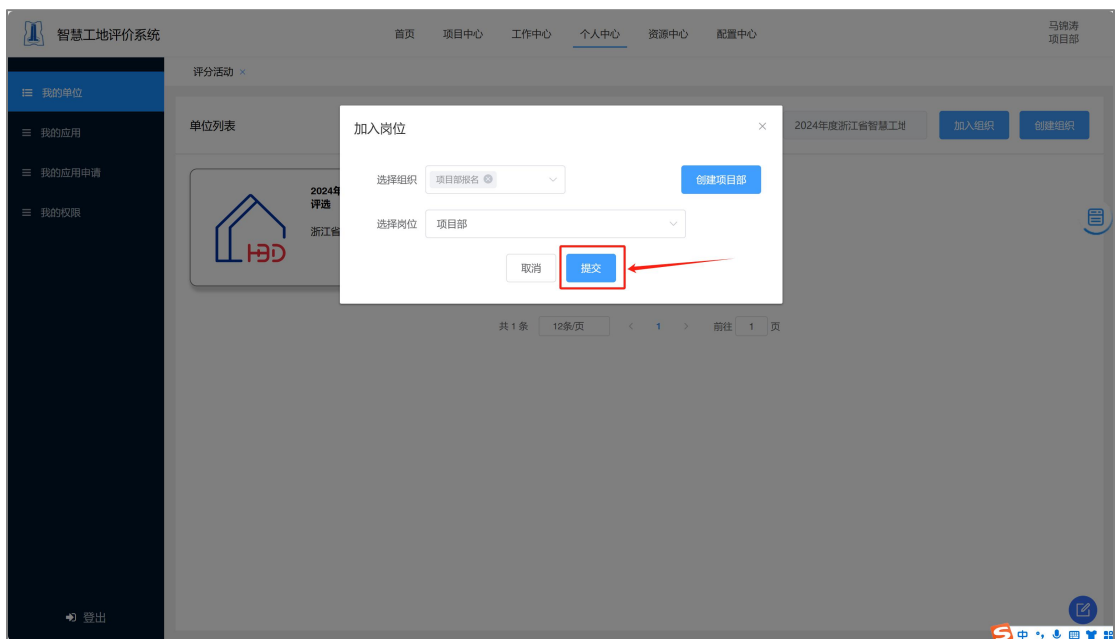 智慧工地评价系统
首页 项目中心 工作中心 个人中心 资源中心 配置中心
马锦涛
项目部
评分活动 ×
我的单位
我的应用
我的应用申请
我的权限
登出
单位列表
2024年度浙江省智慧工地
加入组织
创建组织
2024年
评选
浙江省
HBD
加入岗位
选择组织 项目部报名
创建项目部
选择岗位 项目部
取消 提交
共 1 条 12条/页 1 前往 1 页
中